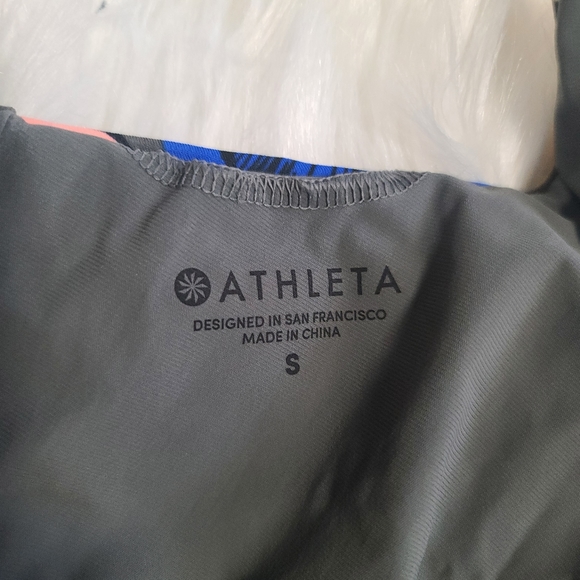 ATHLETA
DESIGNED IN SAN FRANCISCO
MADE IN CHINA
S